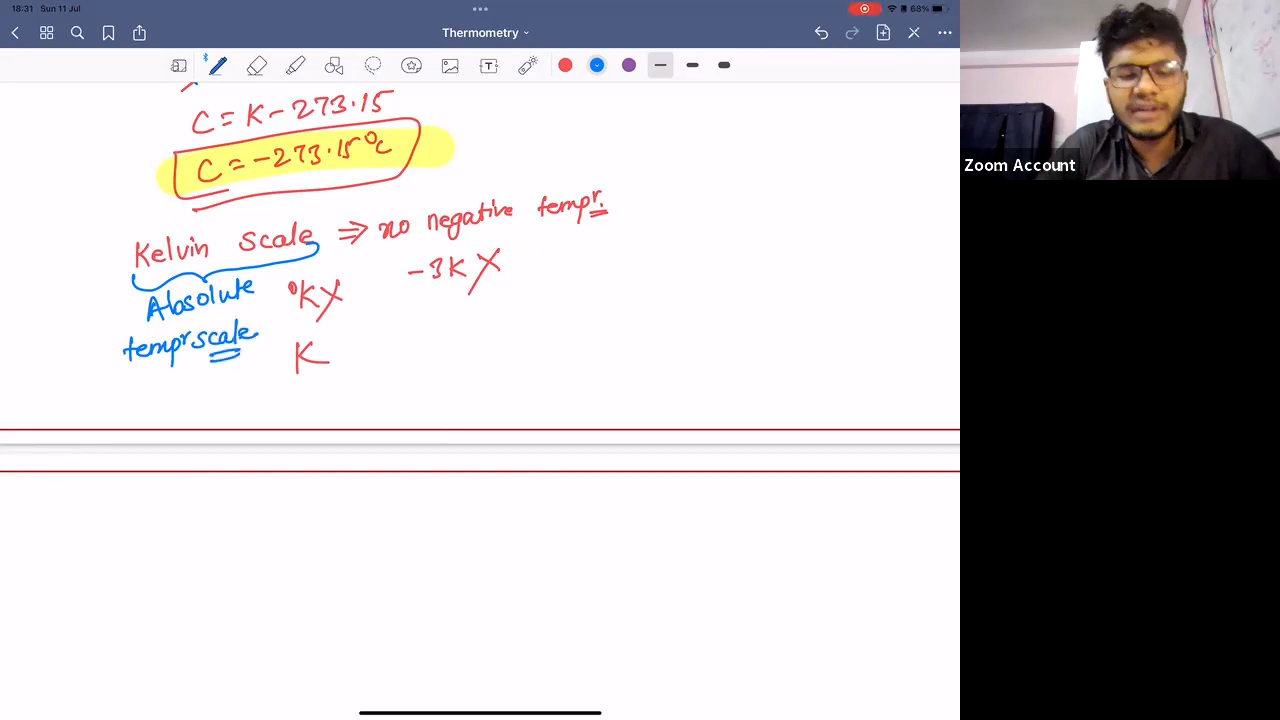 18:31 Sun 11 Jul
68%
Thermometry
T
C = K - 273.15
C = -273.15°C
Kelvin scale ⇒ no negative tempr.
-3K X
Absolute °K X
tempr scale
K
Zoom Account